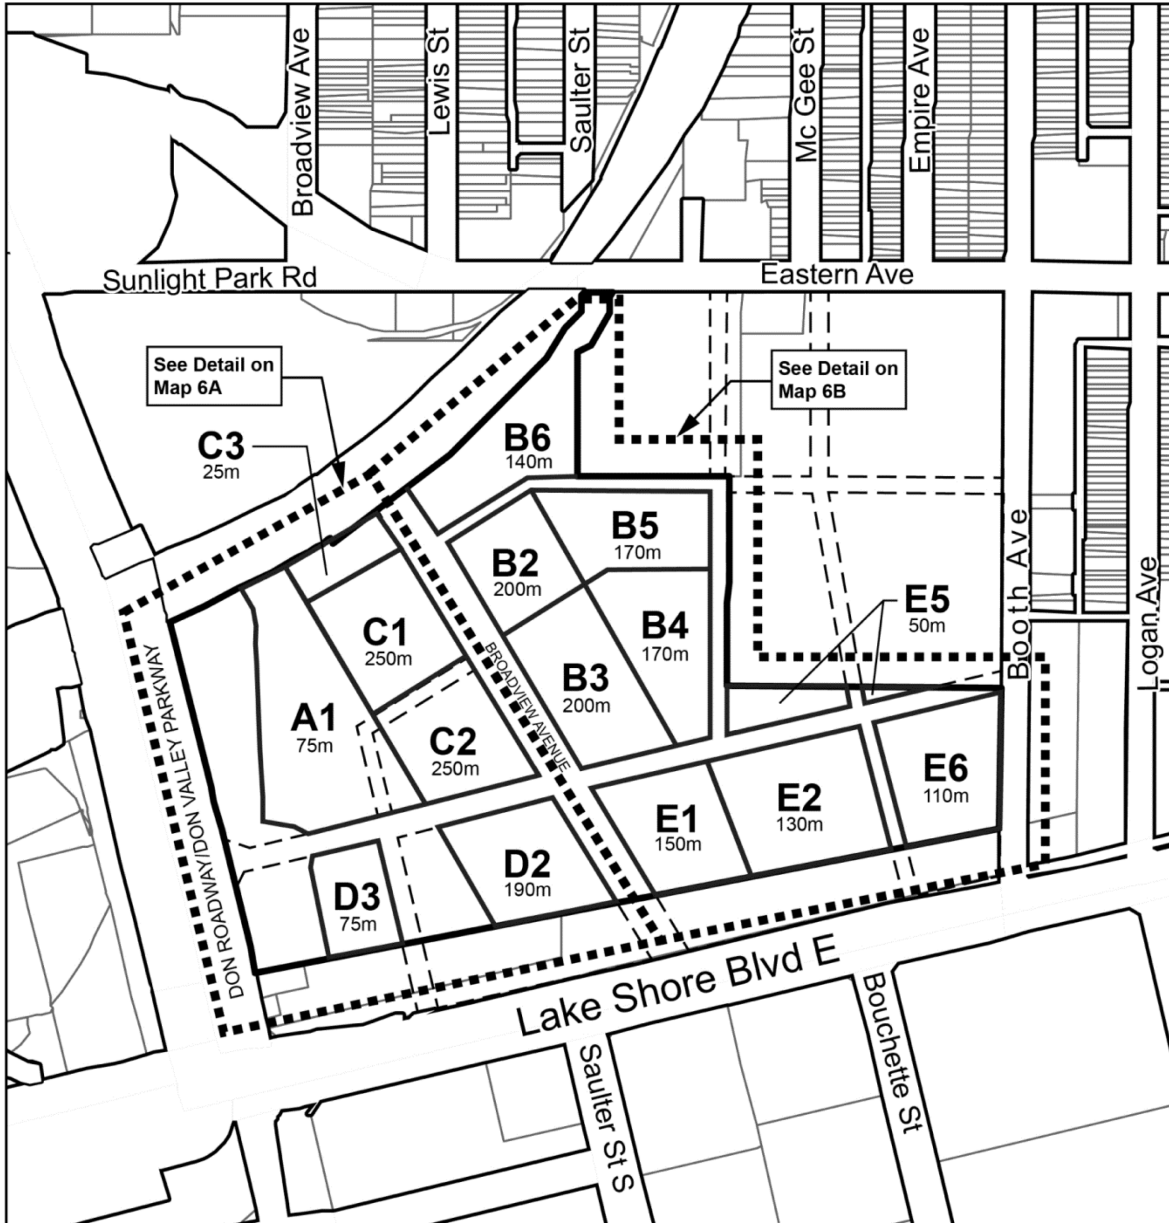 Broadview Ave
Lewis St
Saulter St
Mc Gee St
Empire Ave
Sunlight Park Rd
Eastern Ave
See Detail on
Map 6A
See Detail on
Map 6B
C3
25m
B6
140m
B5
170m
B2
200m
Booth Ave
Logan Ave
E5
50m
C1
250m
B4
170m
BROADVIEW AVENUE
B3
200m
A1
75m
C2
250m
DON ROADWAY/DON VALLEY PARKWAY
E6
110m
E2
130m
E1
150m
D2
190m
D3
75m
Lake Shore Blvd E
Bouchette St
Saulter St S